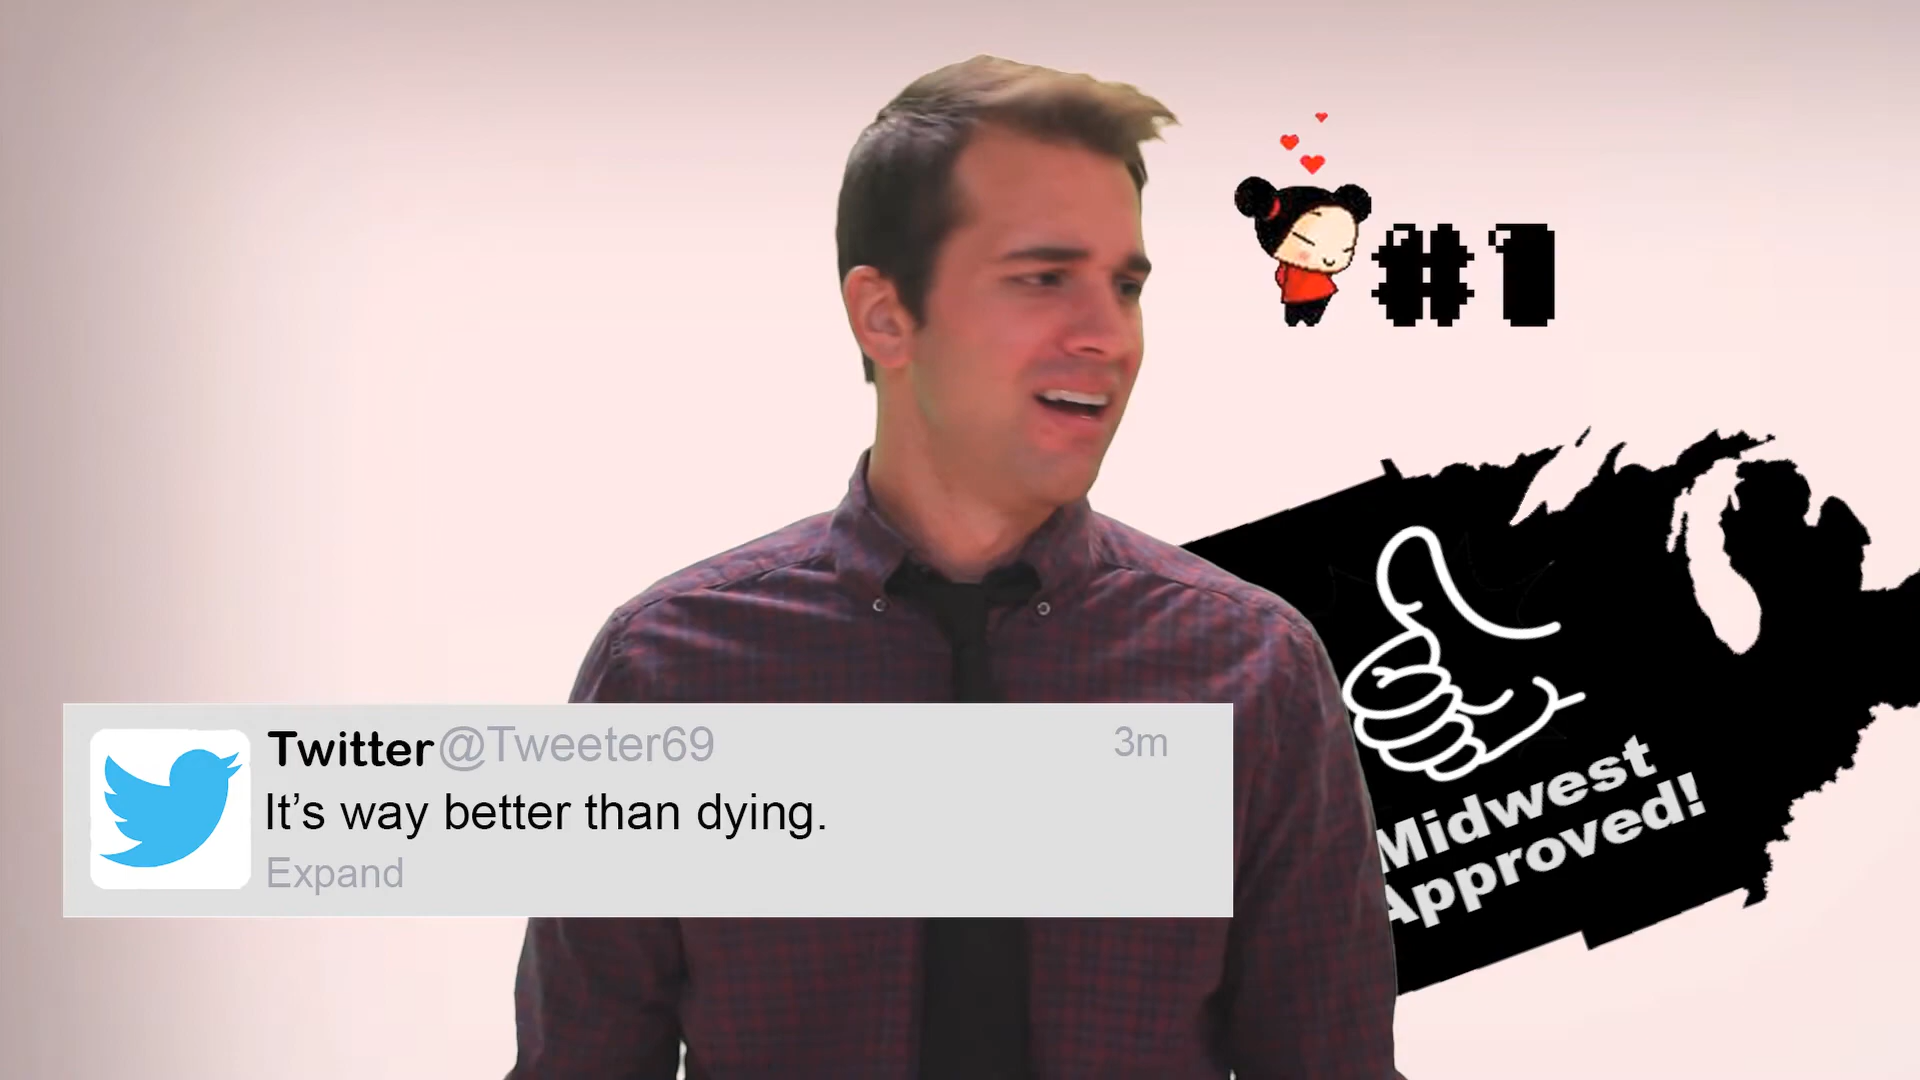 #1
Twitter@Tweeter69 3m
It's way better than dying.
Expand
Midwest
Approved!